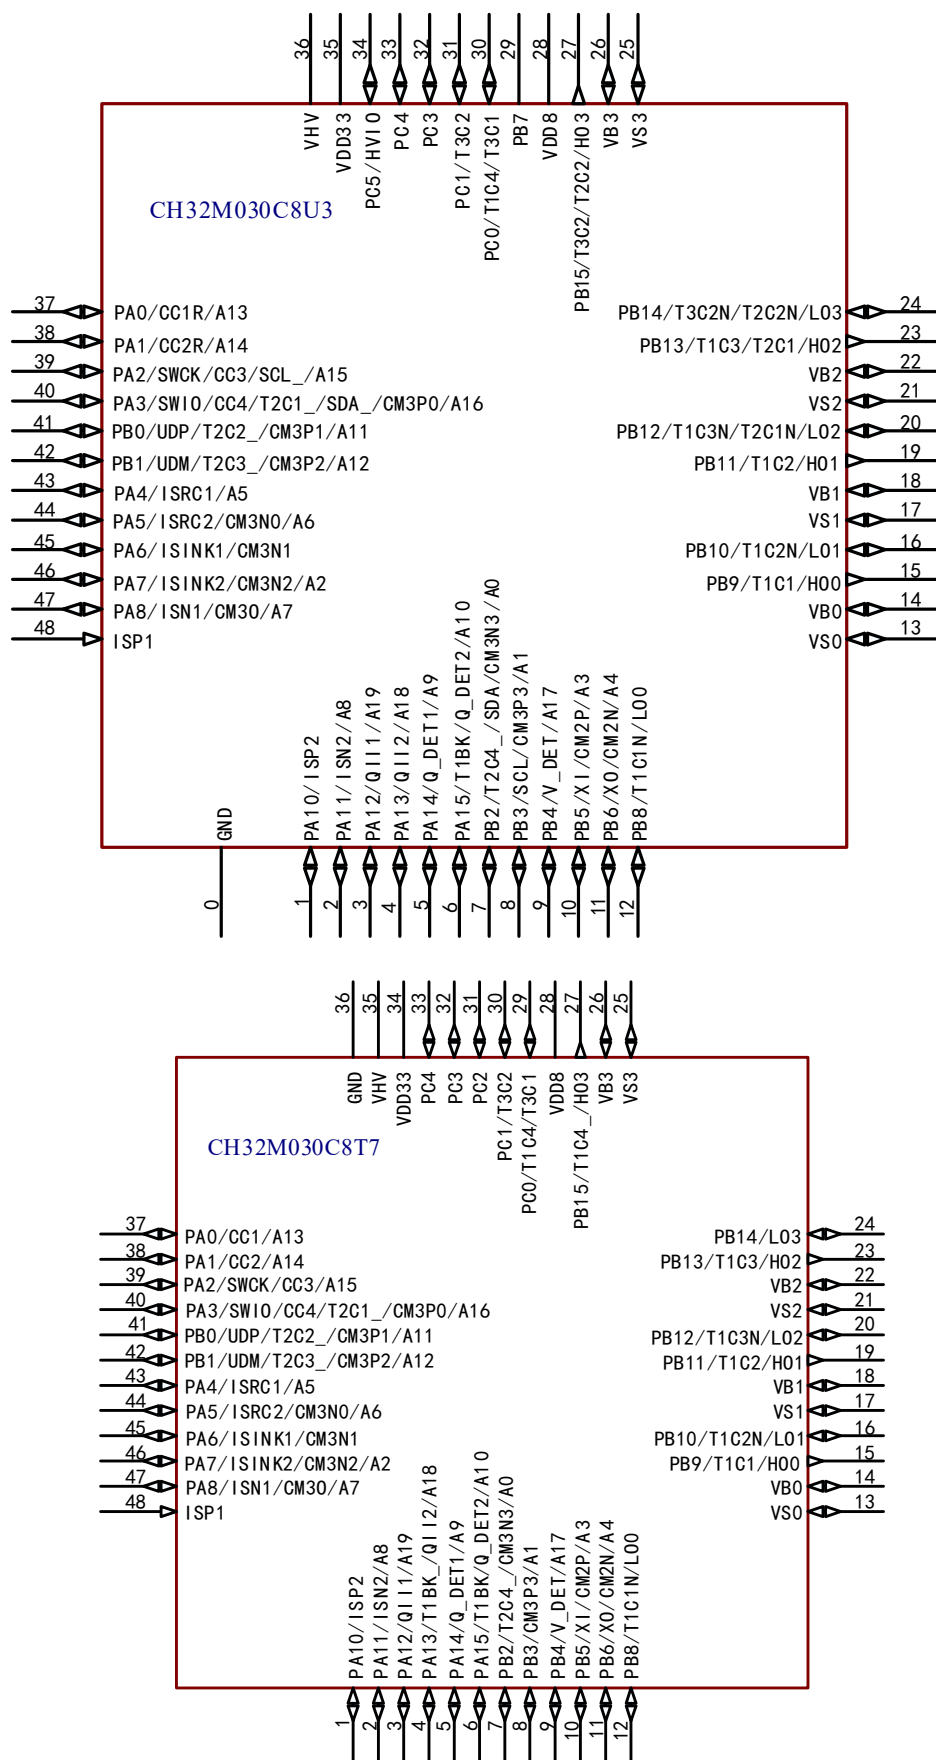 36 35 34 33 32 31 30 29 28 27 26 25
VHV VDD33 PC5/HVIO PC4 PC3 PC1/T3C2 PC0/T1C4/T3C1 PB7 VDD8 PB15/T3C2/T2C2/HO3 VB3 VS3
CH32M030C8U3
37 PA0/CC1R/A13 PB14/T3C2N/T2C2N/LO3 24
38 PA1/CC2R/A14 PB13/T1C3/T2C1/HO2 23
39 PA2/SWCK/CC3/SCL_/A15 VB2 22
40 PA3/SWIO/CC4/T2C1_/SDA_/CM3P0/A16 VS2 21
41 PB0/UDP/T2C2_/CM3P1/A11 PB12/T1C3N/T2C1N/LO2 20
42 PB1/UDM/T2C3_/CM3P2/A12 PB11/T1C2/HO1 19
43 PA4/ISRC1/A5 VB1 18
44 PA5/ISRC2/CM3N0/A6 VS1 17
45 PA6/ISINK1/CM3N1 PB10/T1C2N/LO1 16
46 PA7/ISINK2/CM3N2/A2 PB9/T1C1/HO0 15
47 PA8/ISN1/CM3O/A7 VB0 14
48 ISP1 VS0 13
GND PA10/ISP2 PA11/ISN2/A8 PA12/QII1/A19 PA13/QII2/A18 PA14/Q_DET1/A9 PA15/T1BK/Q_DET2/A10 PB2/T2C4_/SDA/CM3N3/A0 PB3/SCL/CM3P3/A1 PB4/V_DET/A17 PB5/XI/CM2P/A3 PB6/XO/CM2N/A4 PB8/T1C1N/LO0
0 1 2 3 4 5 6 7 8 9 10 11 12
36 35 34 33 32 31 30 29 28 27 26 25
GND VHV VDD33 PC4 PC3 PC2 PC1/T3C2 PC0/T1C4/T3C1 VDD8 PB15/T1C4_/HO3 VB3 VS3
CH32M030C8T7
37 PA0/CC1/A13 PB14/LO3 24
38 PA1/CC2/A14 PB13/T1C3/HO2 23
39 PA2/SWCK/CC3/A15 VB2 22
40 PA3/SWIO/CC4/T2C1_/CM3P0/A16 VS2 21
41 PB0/UDP/T2C2_/CM3P1/A11 PB12/T1C3N/LO2 20
42 PB1/UDM/T2C3_/CM3P2/A12 PB11/T1C2/HO1 19
43 PA4/ISRC1/A5 VB1 18
44 PA5/ISRC2/CM3N0/A6 VS1 17
45 PA6/ISINK1/CM3N1 PB10/T1C2N/LO1 16
46 PA7/ISINK2/CM3N2/A2 PB9/T1C1/HO0 15
47 PA8/ISN1/CM3O/A7 VB0 14
48 ISP1 VS0 13
PA10/ISP2 PA11/ISN2/A8 PA12/QII1/A19 PA13/T1BK_/QII2/A18 PA14/Q_DET1/A9 PA15/T1BK/Q_DET2/A10 PB2/T2C4_/CM3N3/A0 PB3/CM3P3/A1 PB4/V_DET/A17 PB5/XI/CM2P/A3 PB6/XO/CM2N/A4 PB8/T1C1N/LO0
1 2 3 4 5 6 7 8 9 10 11 12